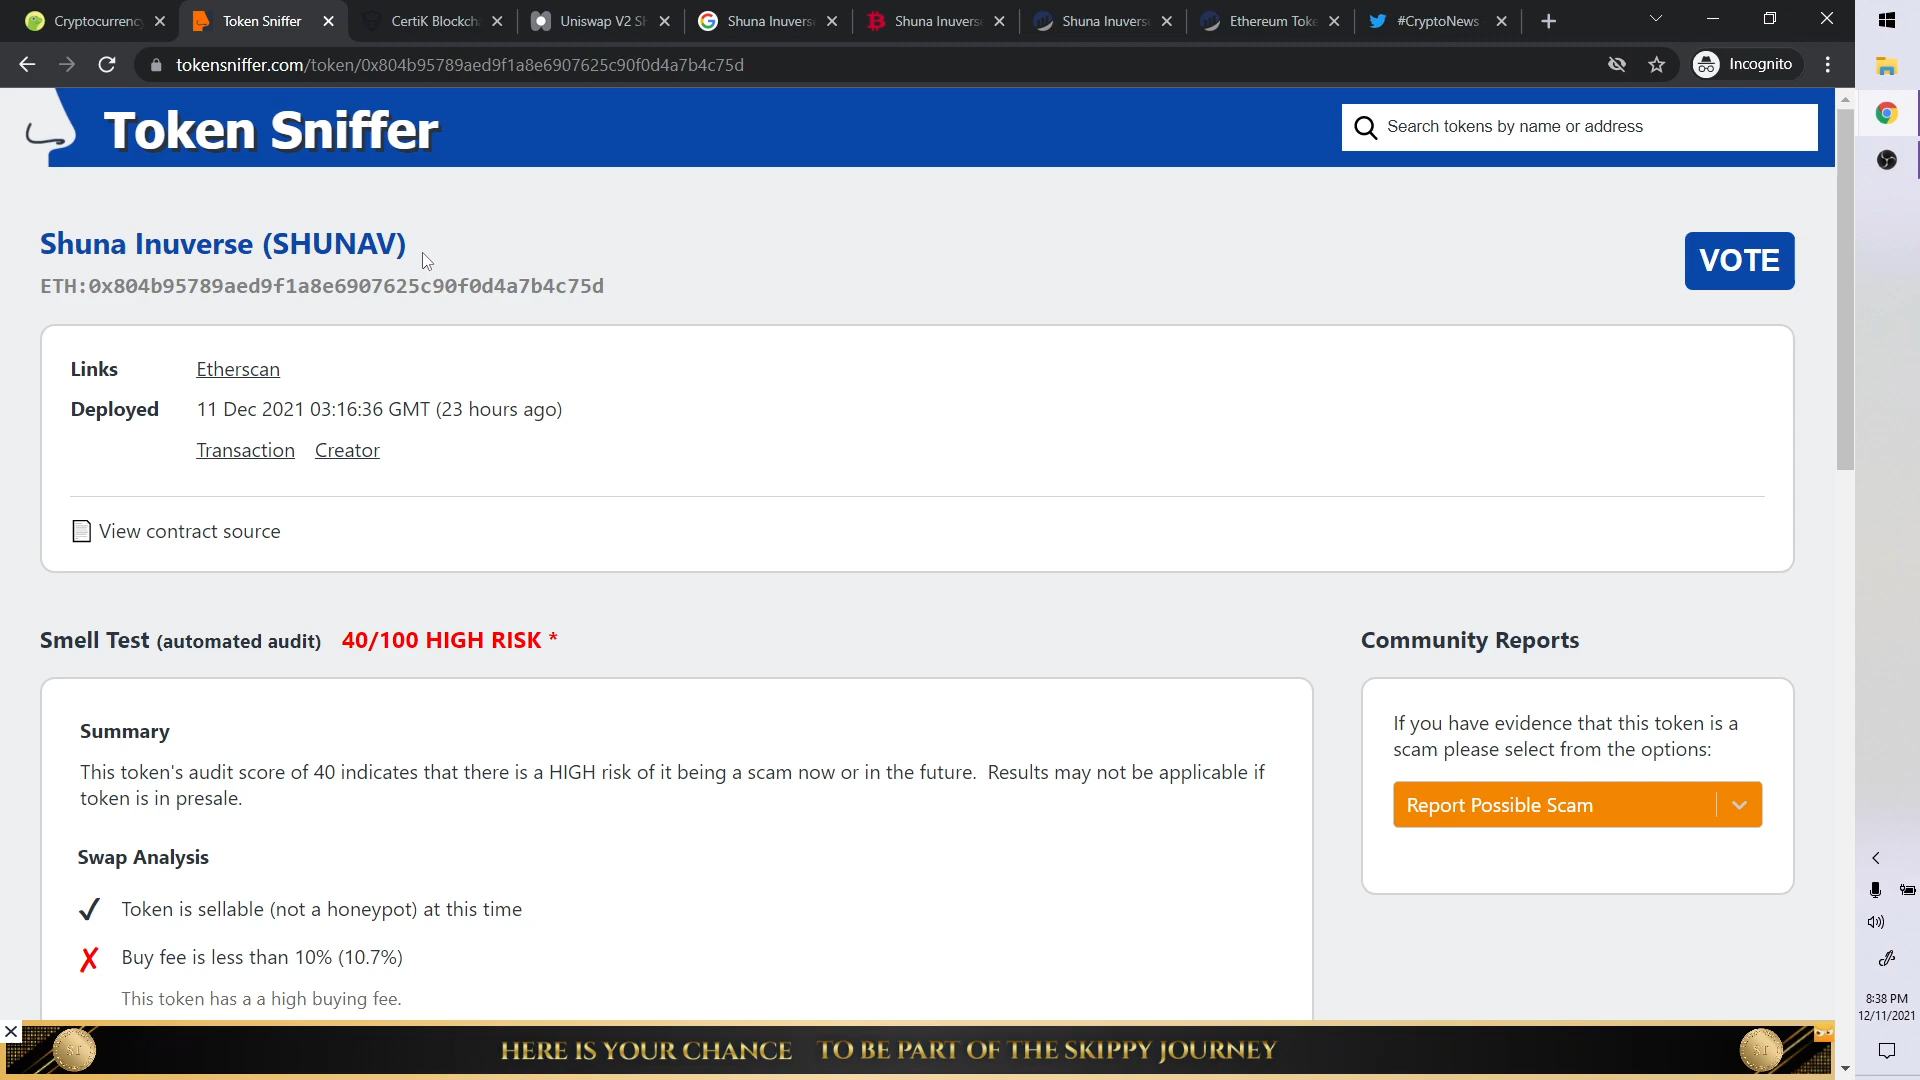 Cryptocurrenc
Token Sniffer
CertiK Blockcha
Uniswap V2 SH
Shuna Inuvers
Shuna Inuvers
Shuna Inuvers
Ethereum Toke
#CryptoNews
tokensniffer.com/token/0x804b95789aed9f1a8e6907625c90f0d4a7b4c75d
Incognito
Token Sniffer
Search tokens by name or address
Shuna Inuverse (SHUNAV)
VOTE
ETH:0x804b95789aed9f1a8e6907625c90f0d4a7b4c75d
Links Etherscan
Deployed 11 Dec 2021 03:16:36 GMT (23 hours ago)
Transaction Creator
View contract source
Smell Test (automated audit) 40/100 HIGH RISK *
Summary
This token's audit score of 40 indicates that there is a HIGH risk of it being a scam now or in the future. Results may not be applicable if
token is in presale.
Swap Analysis
Token is sellable (not a honeypot) at this time
Buy fee is less than 10% (10.7%)
This token has a a high buying fee.
Community Reports
If you have evidence that this token is a
scam please select from the options:
Report Possible Scam
HERE IS YOUR CHANCE TO BE PART OF THE SKIPPY JOURNEY
8:38 PM
12/11/2021